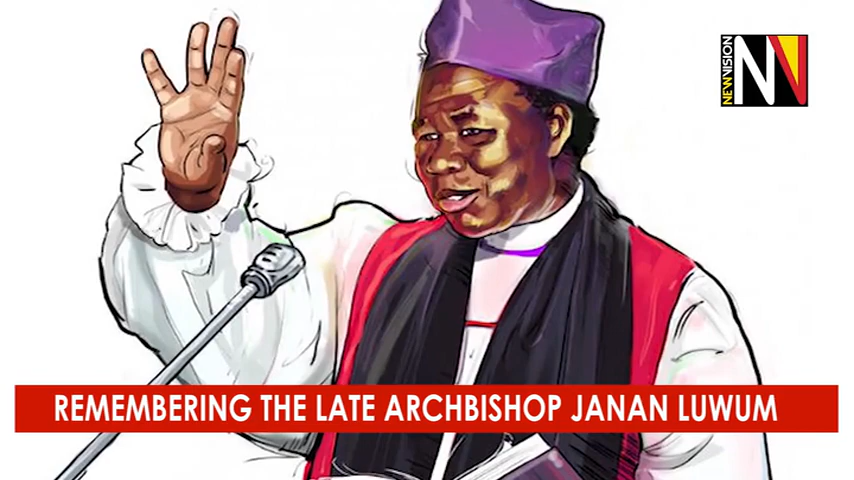 NEW VISION
REMEMBERING THE LATE ARCHBISHOP JANAN LUWUM